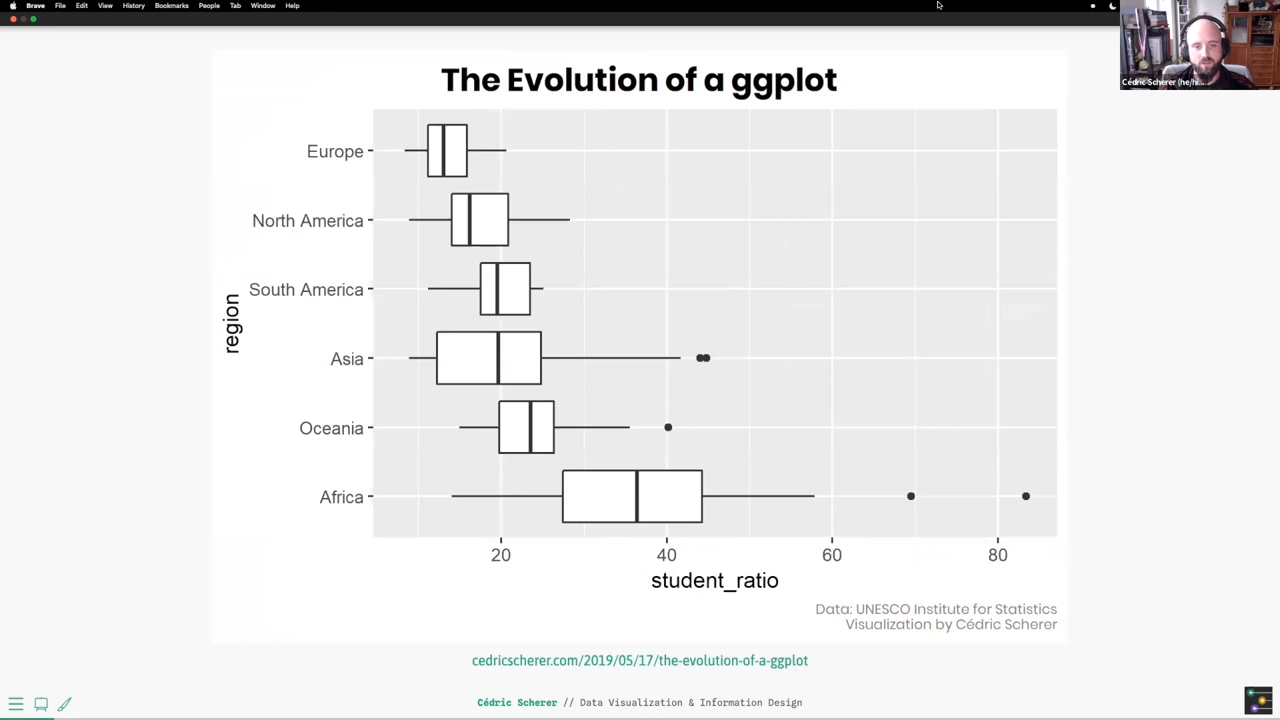 Brave File Edit View History Bookmarks People Tab Window Help
Cédric Scherer (he/hi...
The Evolution of a ggplot
Europe
North America
South America
Asia
Oceania
Africa
region
20 40 60 80
student_ratio
Data: UNESCO Institute for Statistics
Visualization by Cédric Scherer
cedricscherer.com/2019/05/17/the-evolution-of-a-ggplot
Cédric Scherer // Data Visualization & Information Design